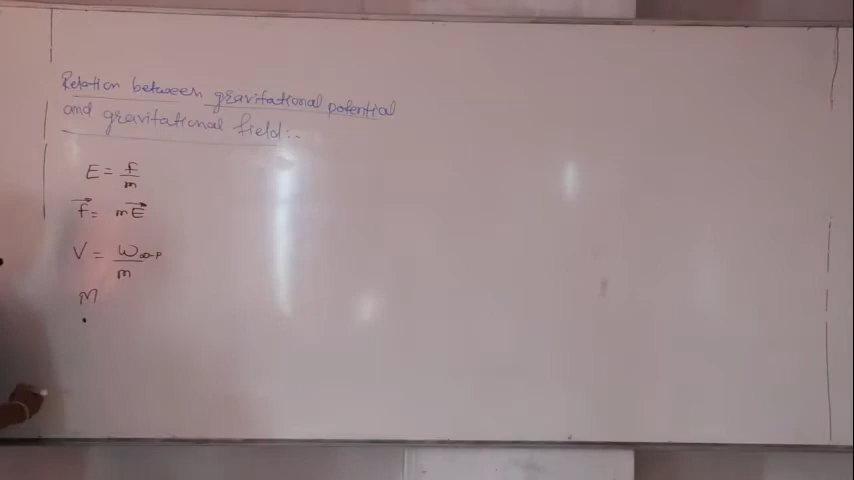 Relation between gravitational potential
and gravitational field:-
E = f/m
f⃗ = mE⃗
V = W∞→P/m
M